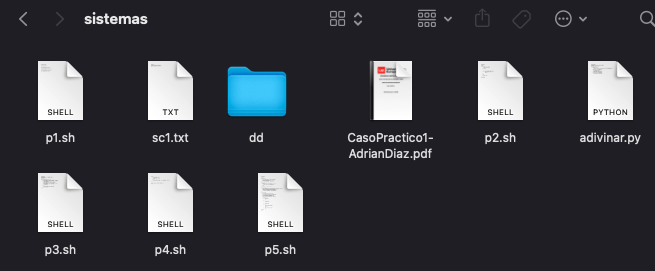 sistemas
SHELL
TXT
SHELL
PYTHON
p1.sh
sc1.txt
dd
CasoPractico1-
AdrianDiaz.pdf
p2.sh
adivinar.py
SHELL
SHELL
SHELL
p3.sh
p4.sh
p5.sh